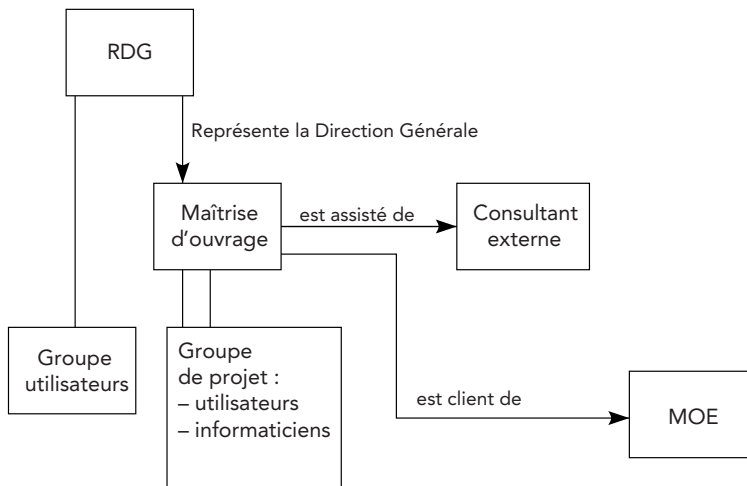 RDG
Représente la Direction Générale
Maîtrise
d'ouvrage
est assisté de
Consultant
externe
Groupe
utilisateurs
Groupe
de projet :
– utilisateurs
– informaticiens
est client de
MOE